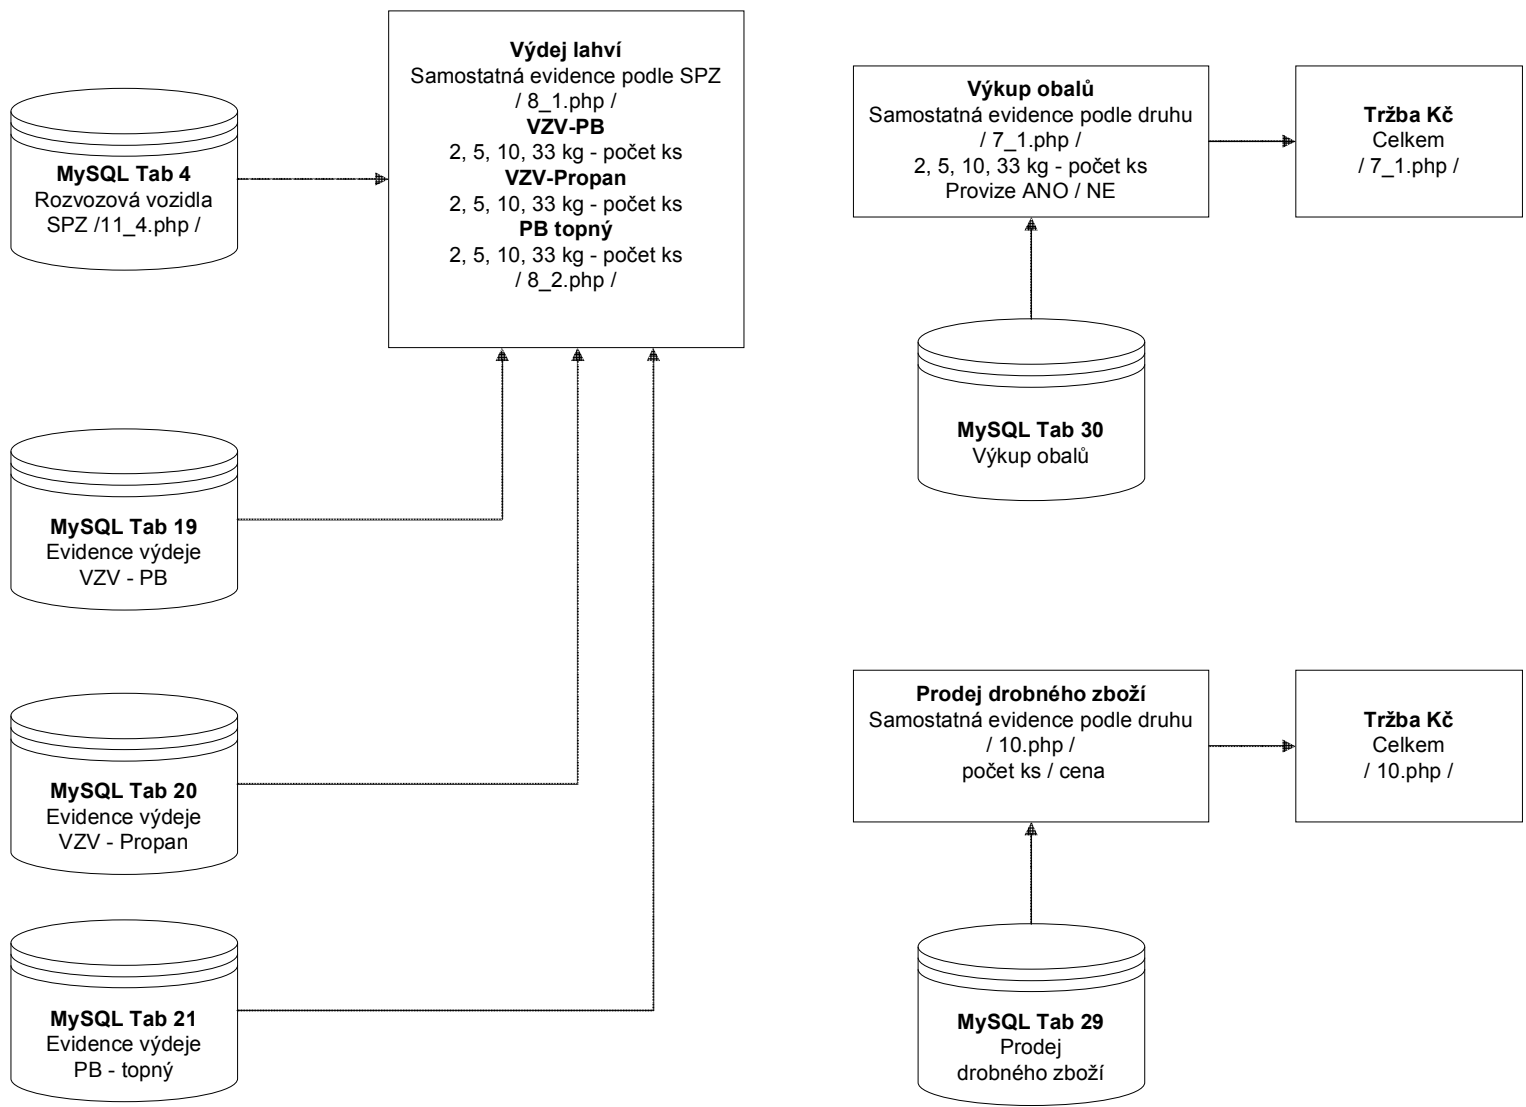 Výdej lahví
Samostatná evidence podle SPZ
/ 8_1.php /
VZV-PB
2, 5, 10, 33 kg - počet ks
VZV-Propan
2, 5, 10, 33 kg - počet ks
PB topný
2, 5, 10, 33 kg - počet ks
/ 8_2.php /
MySQL Tab 4
Rozvozová vozidla
SPZ /11_4.php /
MySQL Tab 19
Evidence výdeje
VZV - PB
MySQL Tab 20
Evidence výdeje
VZV - Propan
MySQL Tab 21
Evidence výdeje
PB - topný
Výkup obalů
Samostatná evidence podle druhu
/ 7_1.php /
2, 5, 10, 33 kg - počet ks
Provize ANO / NE
Tržba Kč
Celkem
/ 7_1.php /
MySQL Tab 30
Výkup obalů
Prodej drobného zboží
Samostatná evidence podle druhu
/ 10.php /
počet ks / cena
Tržba Kč
Celkem
/ 10.php /
MySQL Tab 29
Prodej
drobného zboží